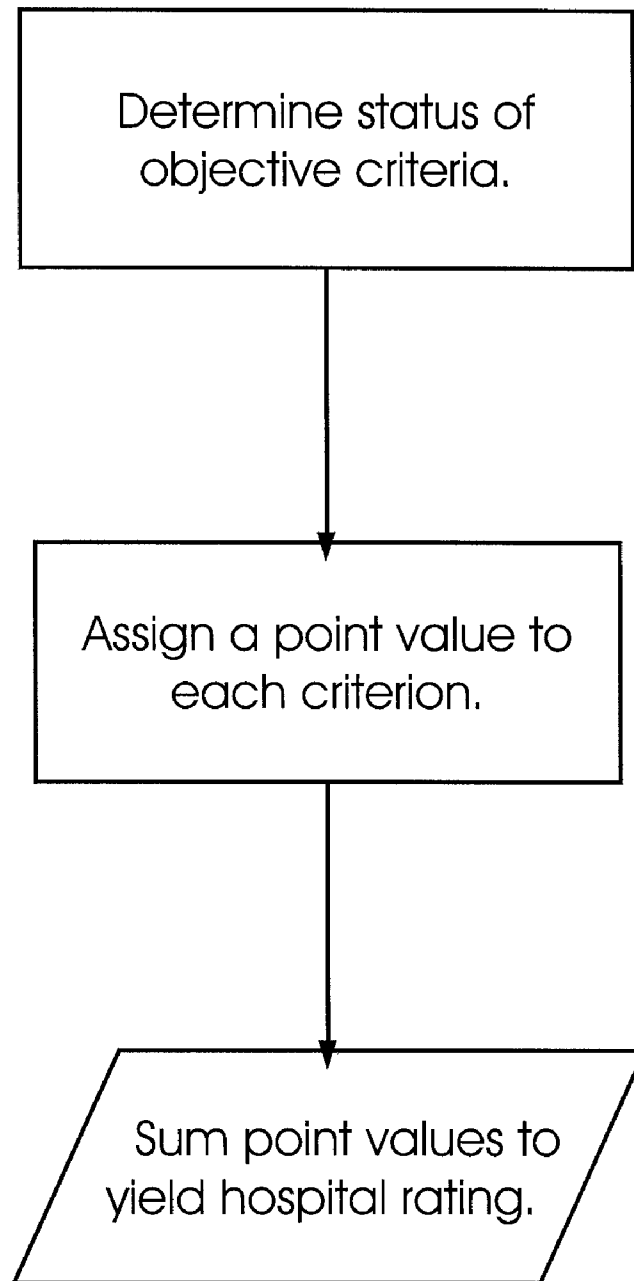 Determine status of
objective criteria.
Assign a point value to
each criterion.
Sum point values to
yield hospital rating.